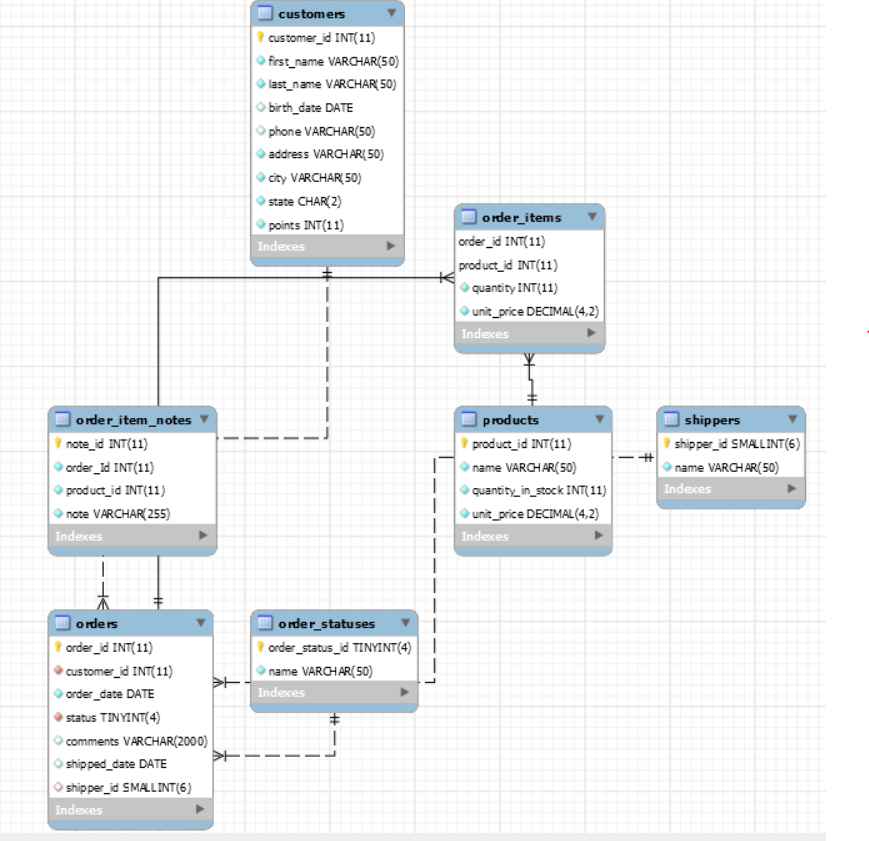 customers
customer_id INT(11)
first_name VARCHAR(50)
last_name VARCHAR(50)
birth_date DATE
phone VARCHAR(50)
address VARCHAR(50)
city VARCHAR(50)
state CHAR(2)
points INT(11)
Indexes
order_items
order_id INT(11)
product_id INT(11)
quantity INT(11)
unit_price DECIMAL(4,2)
Indexes
order_item_notes
note_id INT(11)
order_Id INT(11)
product_id INT(11)
note VARCHAR(255)
Indexes
products
product_id INT(11)
name VARCHAR(50)
quantity_in_stock INT(11)
unit_price DECIMAL(4,2)
Indexes
shippers
shipper_id SMALLINT(6)
name VARCHAR(50)
Indexes
orders
order_id INT(11)
customer_id INT(11)
order_date DATE
status TINYINT(4)
comments VARCHAR(2000)
shipped_date DATE
shipper_id SMALLINT(6)
Indexes
order_statuses
order_status_id TINYINT(4)
name VARCHAR(50)
Indexes